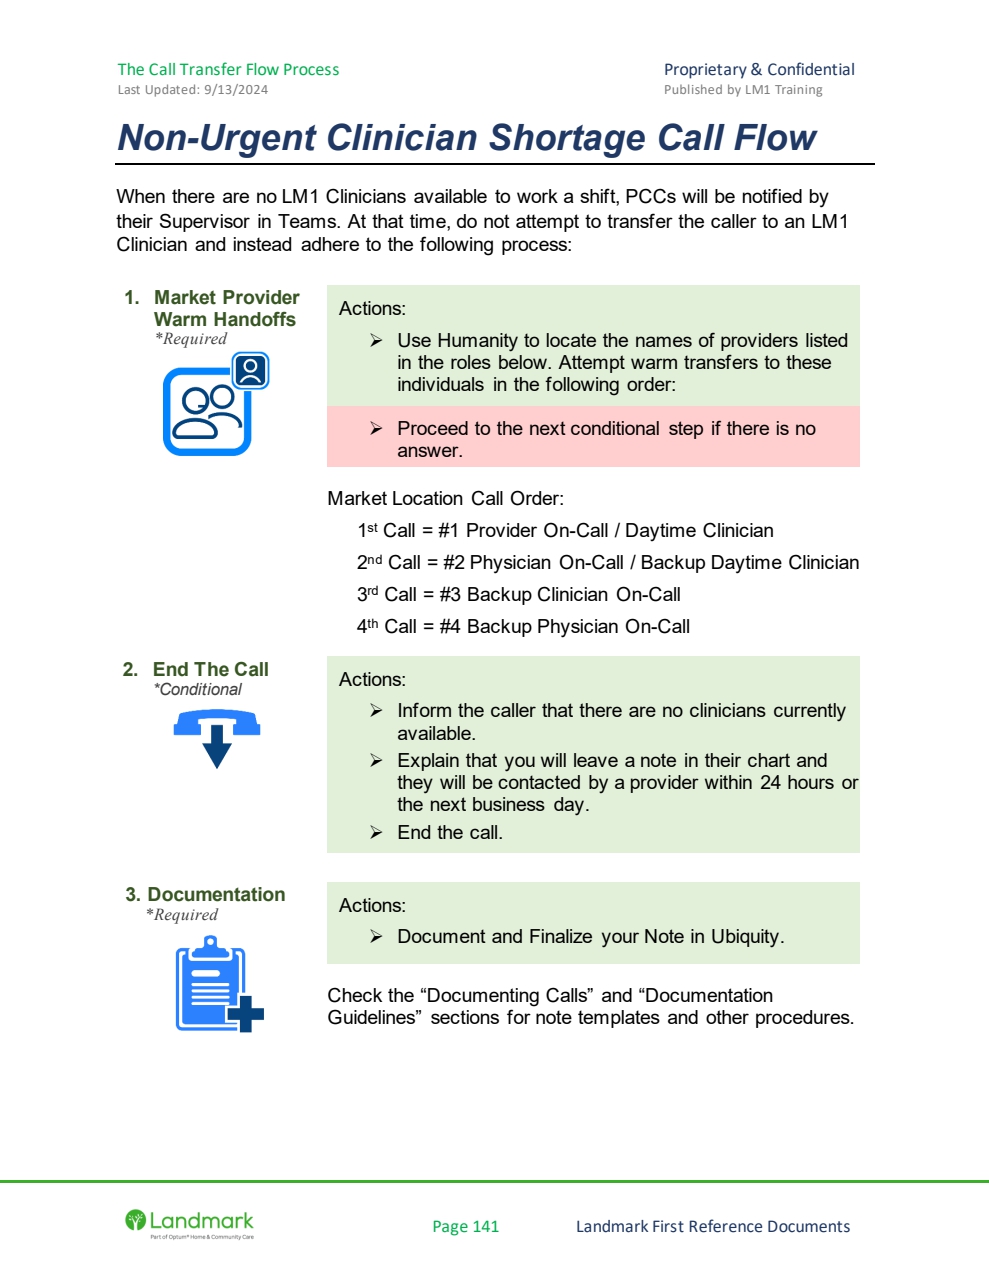 The Call Transfer Flow Process
Proprietary & Confidential
Last Updated: 9/13/2024
Published by LM1 Training
Non-Urgent Clinician Shortage Call Flow
When there are no LM1 Clinicians available to work a shift, PCCs will be notified by
their Supervisor in Teams. At that time, do not attempt to transfer the caller to an LM1
Clinician and instead adhere to the following process:
1. Market Provider
Warm Handoffs
*Required
Actions:
➢ Use Humanity to locate the names of providers listed
in the roles below. Attempt warm transfers to these
individuals in the following order:
➢ Proceed to the next conditional step if there is no
answer.
Market Location Call Order:
1st Call = #1 Provider On-Call / Daytime Clinician
2nd Call = #2 Physician On-Call / Backup Daytime Clinician
3rd Call = #3 Backup Clinician On-Call
4th Call = #4 Backup Physician On-Call
2. End The Call
*Conditional
Actions:
➢ Inform the caller that there are no clinicians currently
available.
➢ Explain that you will leave a note in their chart and
they will be contacted by a provider within 24 hours or
the next business day.
➢ End the call.
3. Documentation
*Required
Actions:
➢ Document and Finalize your Note in Ubiquity.
Check the “Documenting Calls” and “Documentation
Guidelines” sections for note templates and other procedures.
Landmark
Part of Optum® Home & Community Care
Page 141
Landmark First Reference Documents